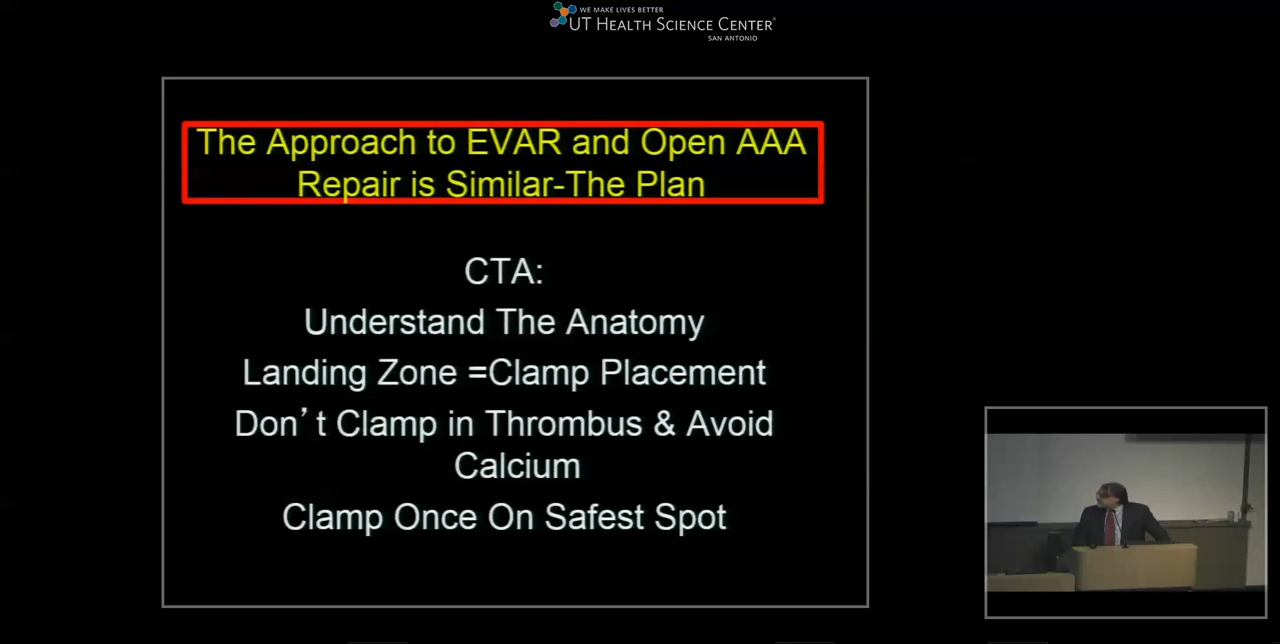 WE MAKE LIVES BETTER
UT HEALTH SCIENCE CENTER®
SAN ANTONIO
The Approach to EVAR and Open AAA
Repair is Similar-The Plan
CTA:
Understand The Anatomy
Landing Zone =Clamp Placement
Don’t Clamp in Thrombus & Avoid
Calcium
Clamp Once On Safest Spot